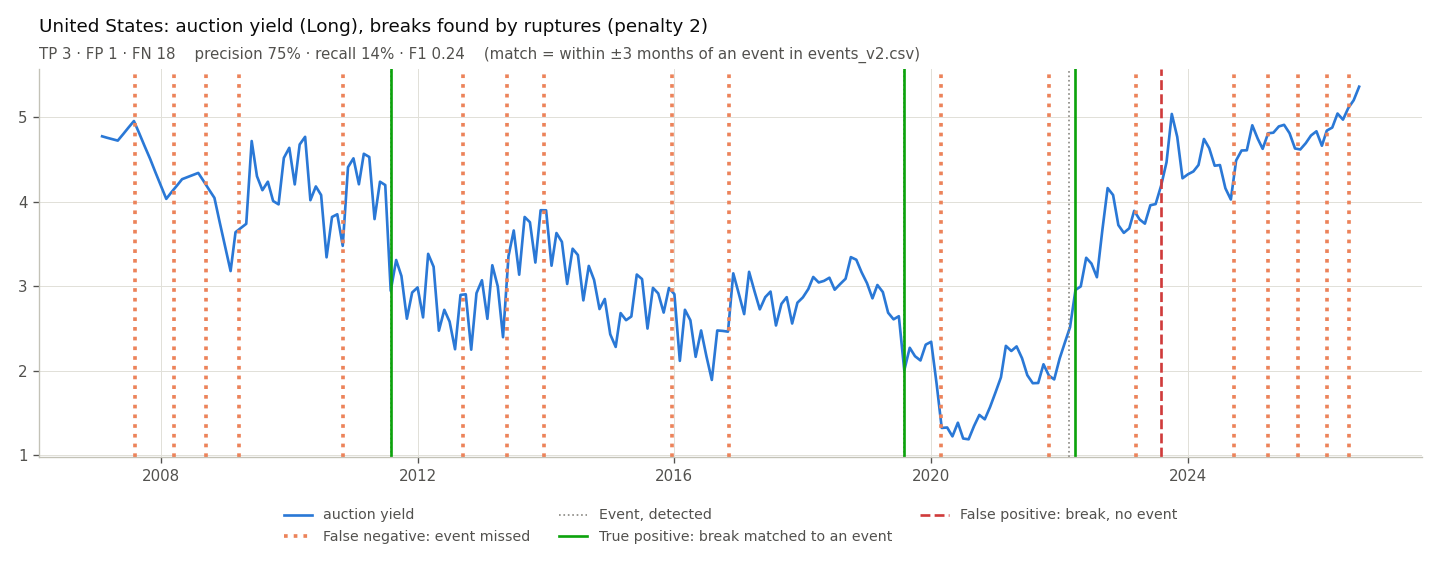 United States: auction yield (Long), breaks found by ruptures (penalty 2)
TP 3 · FP 1 · FN 18    precision 75% · recall 14% · F1 0.24    (match = within ±3 months of an event in events_v2.csv)
5
4
3
2
1
2008 2012 2016 2020 2024
auction yield
Event, detected
False positive: break, no event
False negative: event missed
True positive: break matched to an event